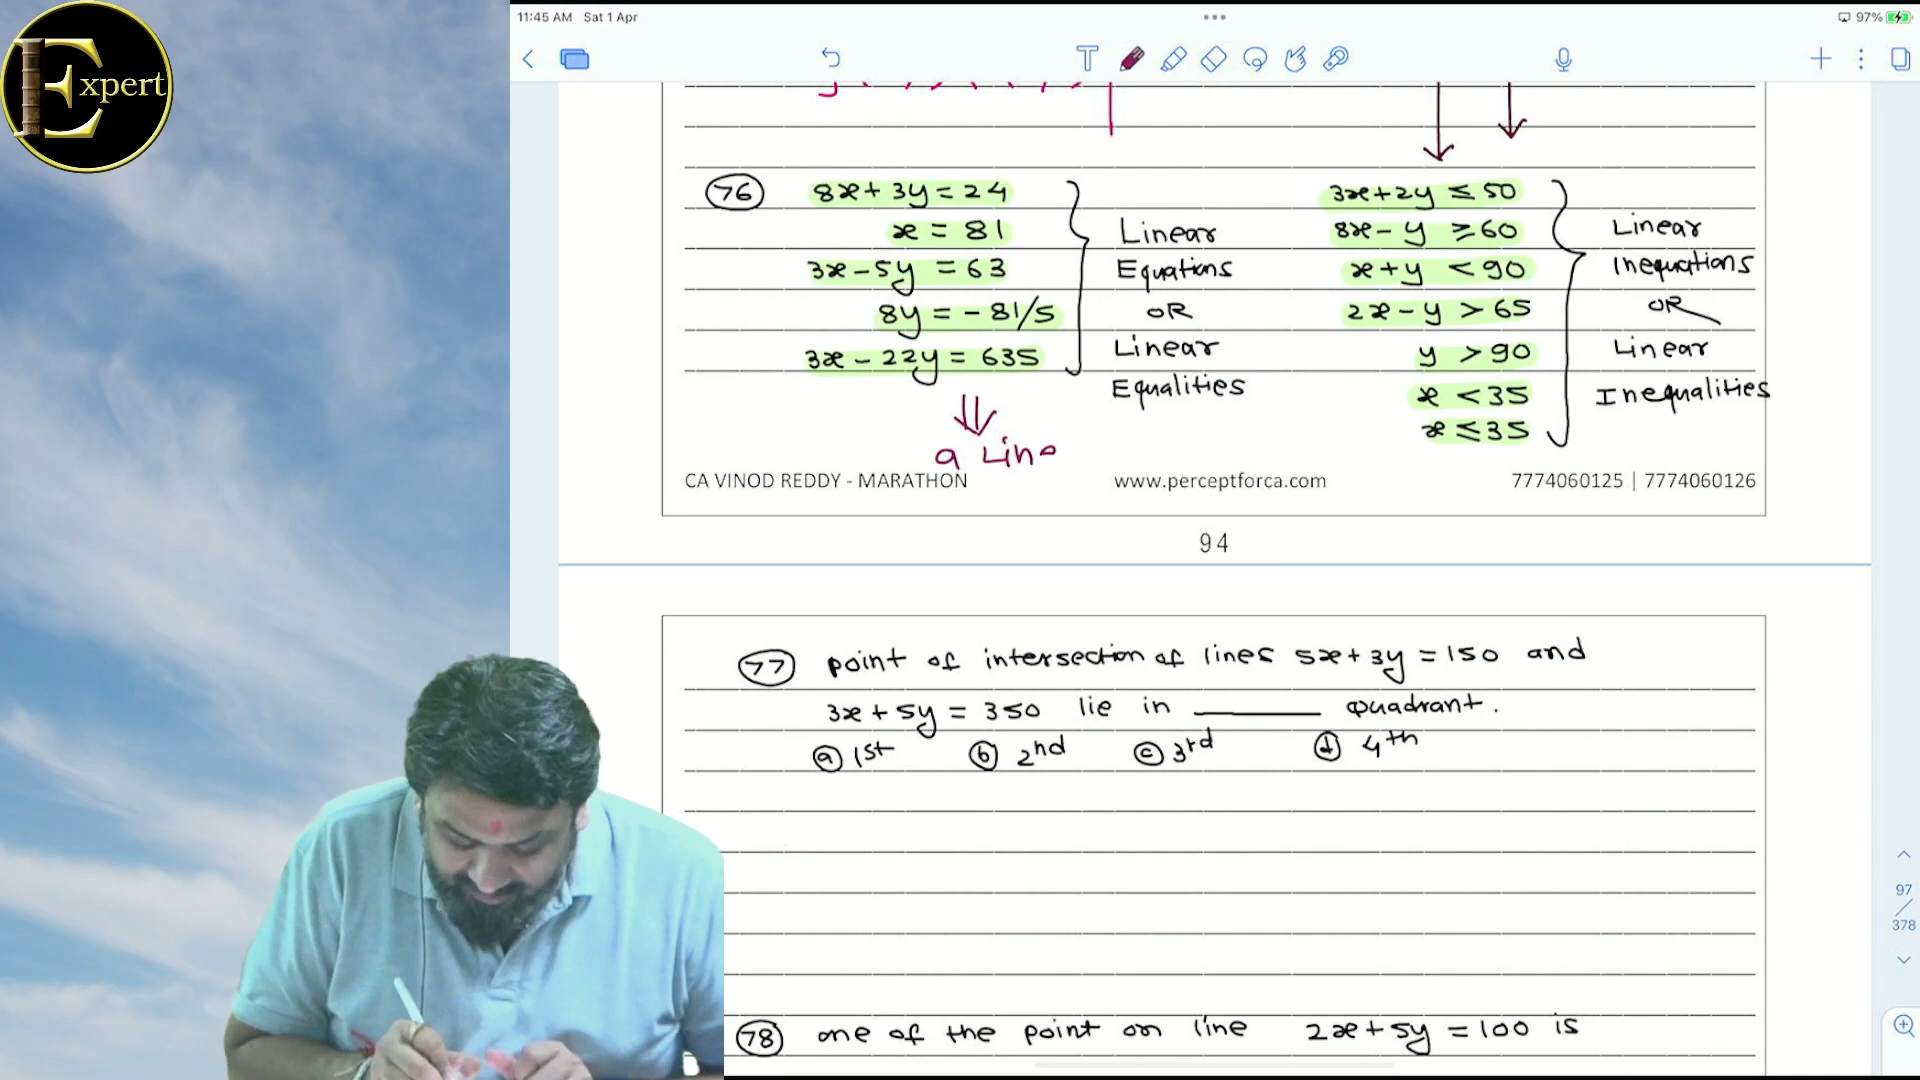 Expert
11:45 AM Sat 1 Apr
97%
76
8x + 3y = 24
x = 81
3x - 5y = 63
8y = - 81/5
3x - 22y = 635
Linear
Equations
OR
Linear
Equalities
a Line
3x + 2y ≤ 50
8x - y ≥ 60
x + y < 90
2x - y > 65
y > 90
x < 35
x ≤ 35
Linear
Inequations
OR
Linear
Inequalities
CA VINOD REDDY - MARATHON www.perceptforca.com 7774060125 | 7774060126
94
77 point of intersection of lines 5x + 3y = 150 and
3x + 5y = 350 lie in ______ quadrant.
a 1st b 2nd c 3rd d 4th
78 one of the point on line 2x + 5y = 100 is
97
/
378